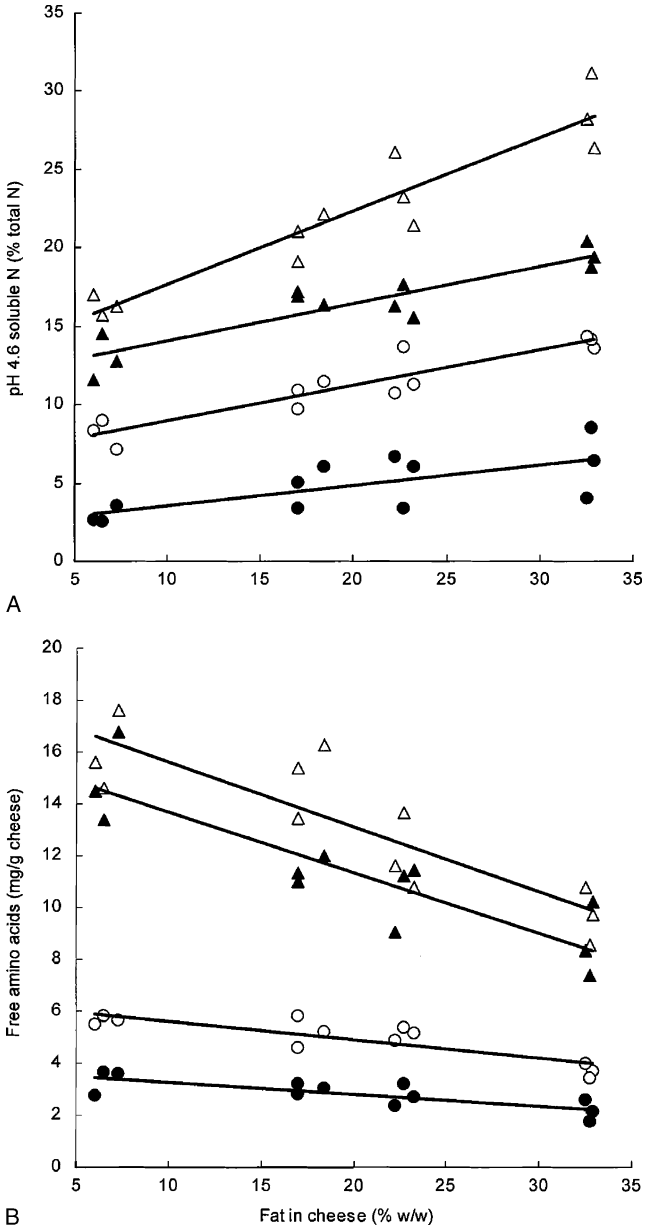 35
30
25
20
15
10
5
0
pH 4.6 soluble N (% total N)
5 10 15 20 25 30 35
A
20
18
16
14
12
10
8
6
4
2
0
Free amino acids (mg/g cheese)
5 10 15 20 25 30 35
Fat in cheese (% w/w)
B